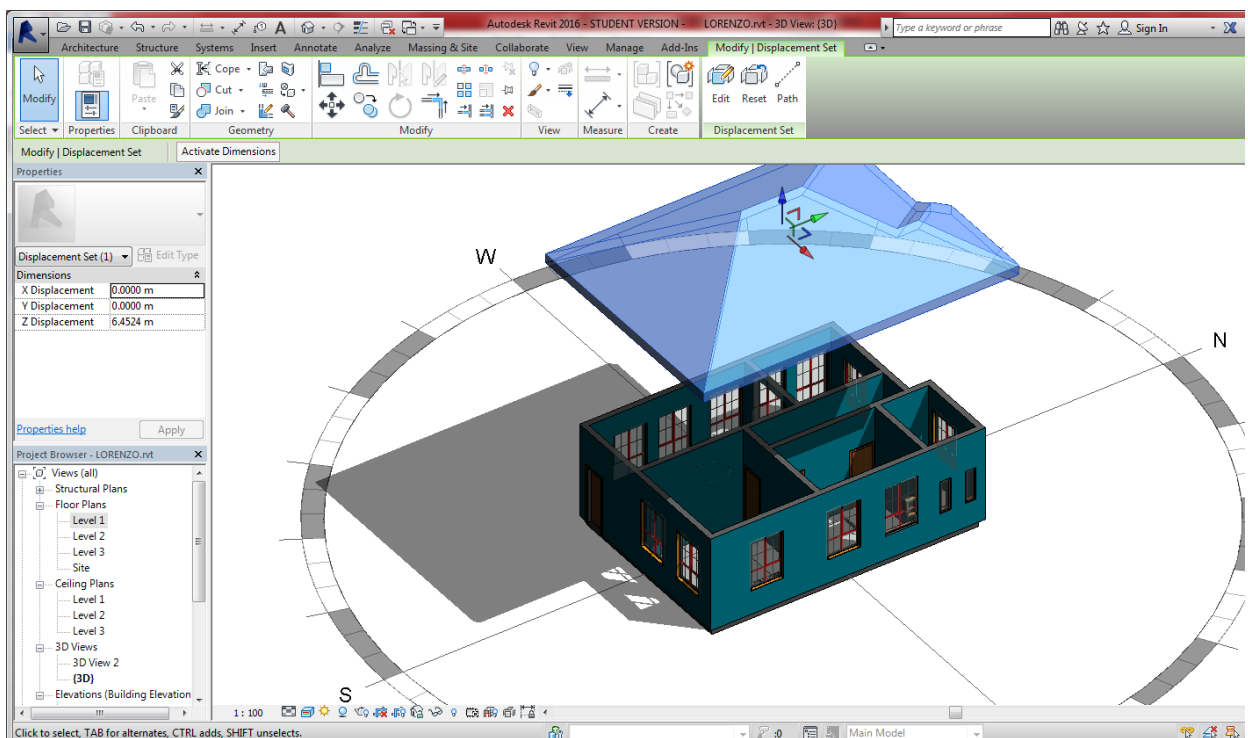 Autodesk Revit 2016 - STUDENT VERSION - LORENZO.rvt - 3D View: {3D}
Type a keyword or phrase
Sign In
Architecture Structure Systems Insert Annotate Analyze Massing & Site Collaborate View Manage Add-Ins Modify | Displacement Set
Modify
Paste
Cope
Cut
Join
Edit Reset Path
Select Properties Clipboard Geometry Modify View Measure Create Displacement Set
Modify | Displacement Set Activate Dimensions
Properties
Displacement Set (1) Edit Type
Dimensions
X Displacement 0.0000 m
Y Displacement 0.0000 m
Z Displacement 6.4524 m
Properties help Apply
Project Browser - LORENZO.rvt
Views (all)
Structural Plans
Floor Plans
Level 1
Level 2
Level 3
Site
Ceiling Plans
Level 1
Level 2
Level 3
3D Views
3D View 2
{3D}
Elevations (Building Elevation
W
N
S
1 : 100
Click to select, TAB for alternates, CTRL adds, SHIFT unselects.
:0
Main Model